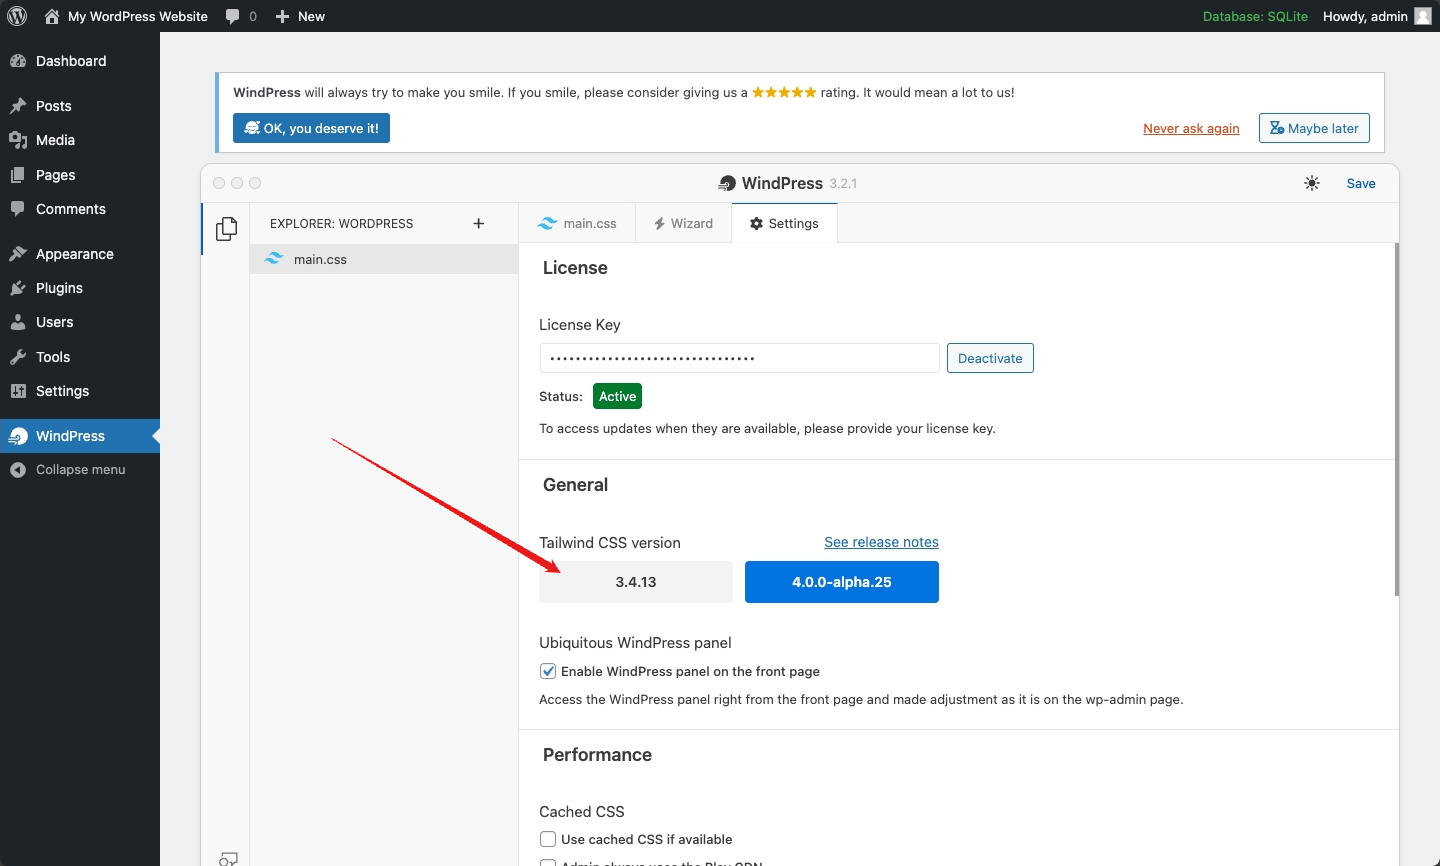 My WordPress Website 0 New Database: SQLite Howdy, admin
Dashboard
Posts
Media
Pages
Comments
Appearance
Plugins
Users
Tools
Settings
WindPress
Collapse menu
WindPress will always try to make you smile. If you smile, please consider giving us a ★★★★★ rating. It would mean a lot to us!
OK, you deserve it! Never ask again Maybe later
WindPress 3.2.1 Save
EXPLORER: WORDPRESS +
main.css
main.css Wizard Settings
License
License Key
••••••••••••••••••••••••••••••••
Deactivate
Status: Active
To access updates when they are available, please provide your license key.
General
Tailwind CSS version See release notes
3.4.13 4.0.0-alpha.25
Ubiquitous WindPress panel
Enable WindPress panel on the front page
Access the WindPress panel right from the front page and made adjustment as it is on the wp-admin page.
Performance
Cached CSS
Use cached CSS if available